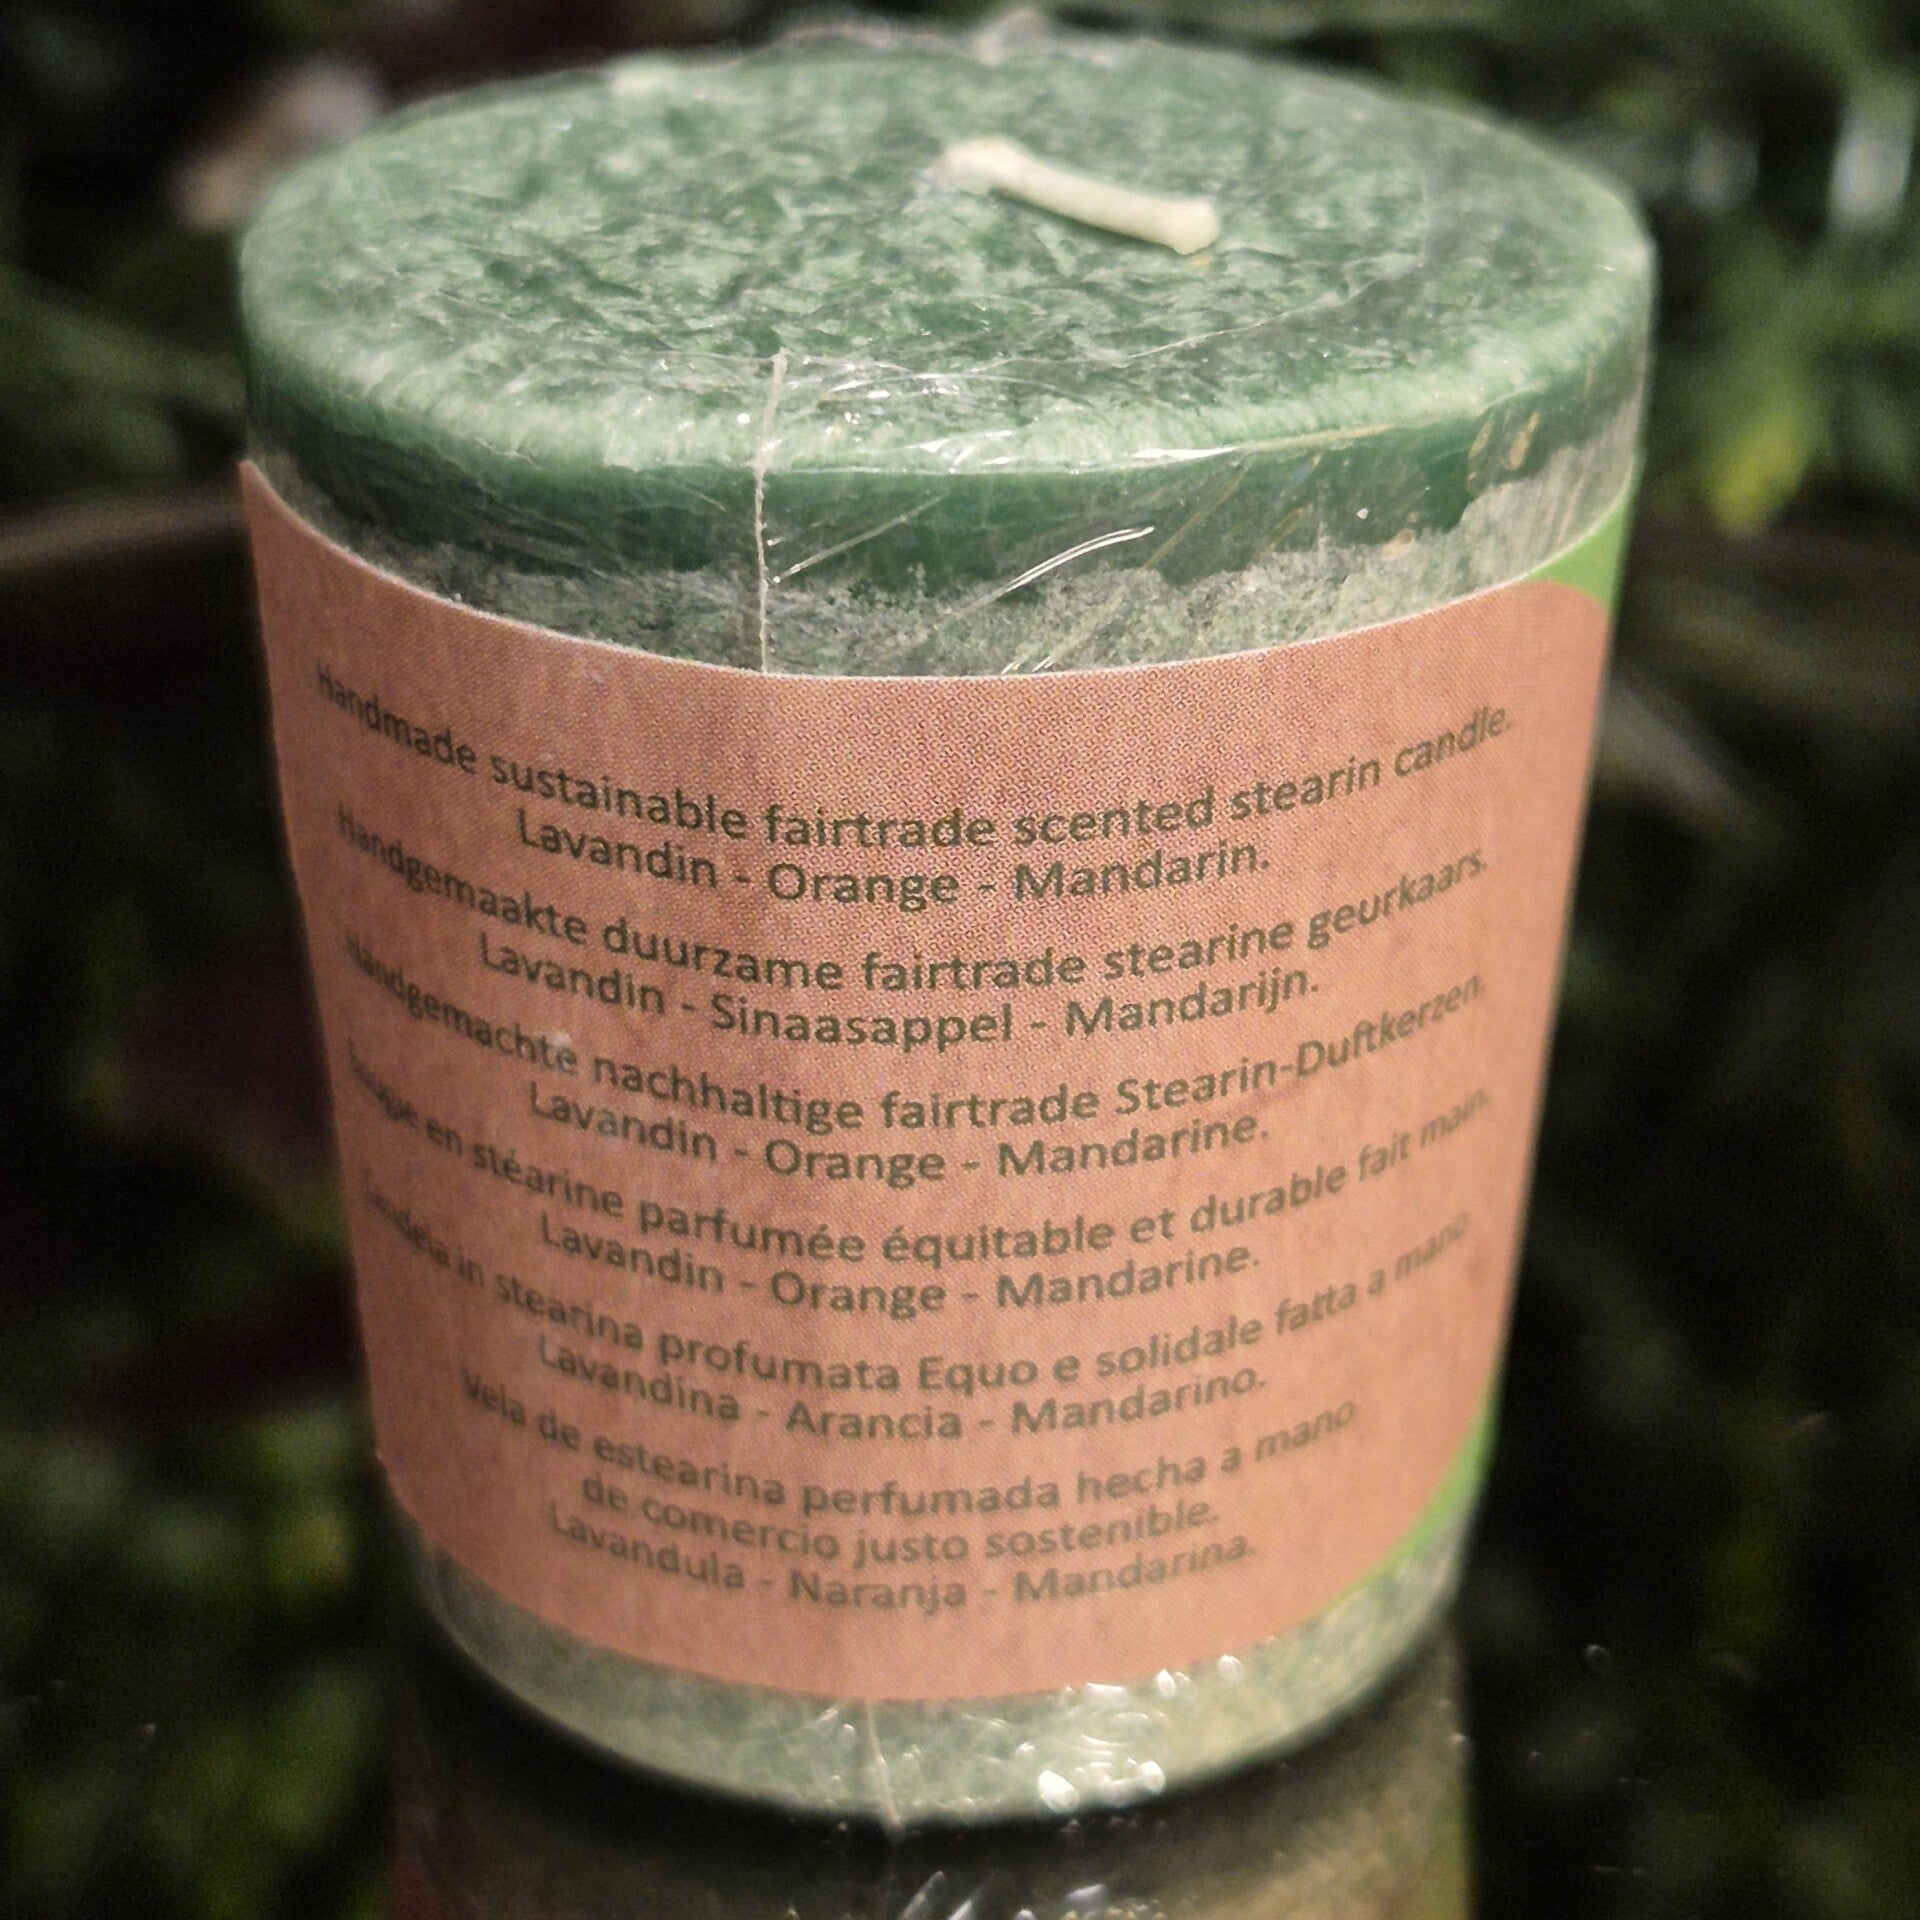 Handmade sustainable fairtrade scented stearin candle.
Lavandin - Orange - Mandarin.
Handgemaakte duurzame fairtrade stearine geurkaars.
Lavandin - Sinaasappel - Mandarijn.
Handgemachte nachhaltige fairtrade Stearin-Duftkerzen.
Lavandin - Orange - Mandarine.
Bougie en stéarine parfumée équitable et durable fait main.
Lavandin - Orange - Mandarine.
Candela in stearina profumata Equo e solidale fatta a mano.
Lavandina - Arancia - Mandarino.
Vela de estearina perfumada hecha a mano.
de comercio justo sostenible.
Lavandula - Naranja - Mandarina.